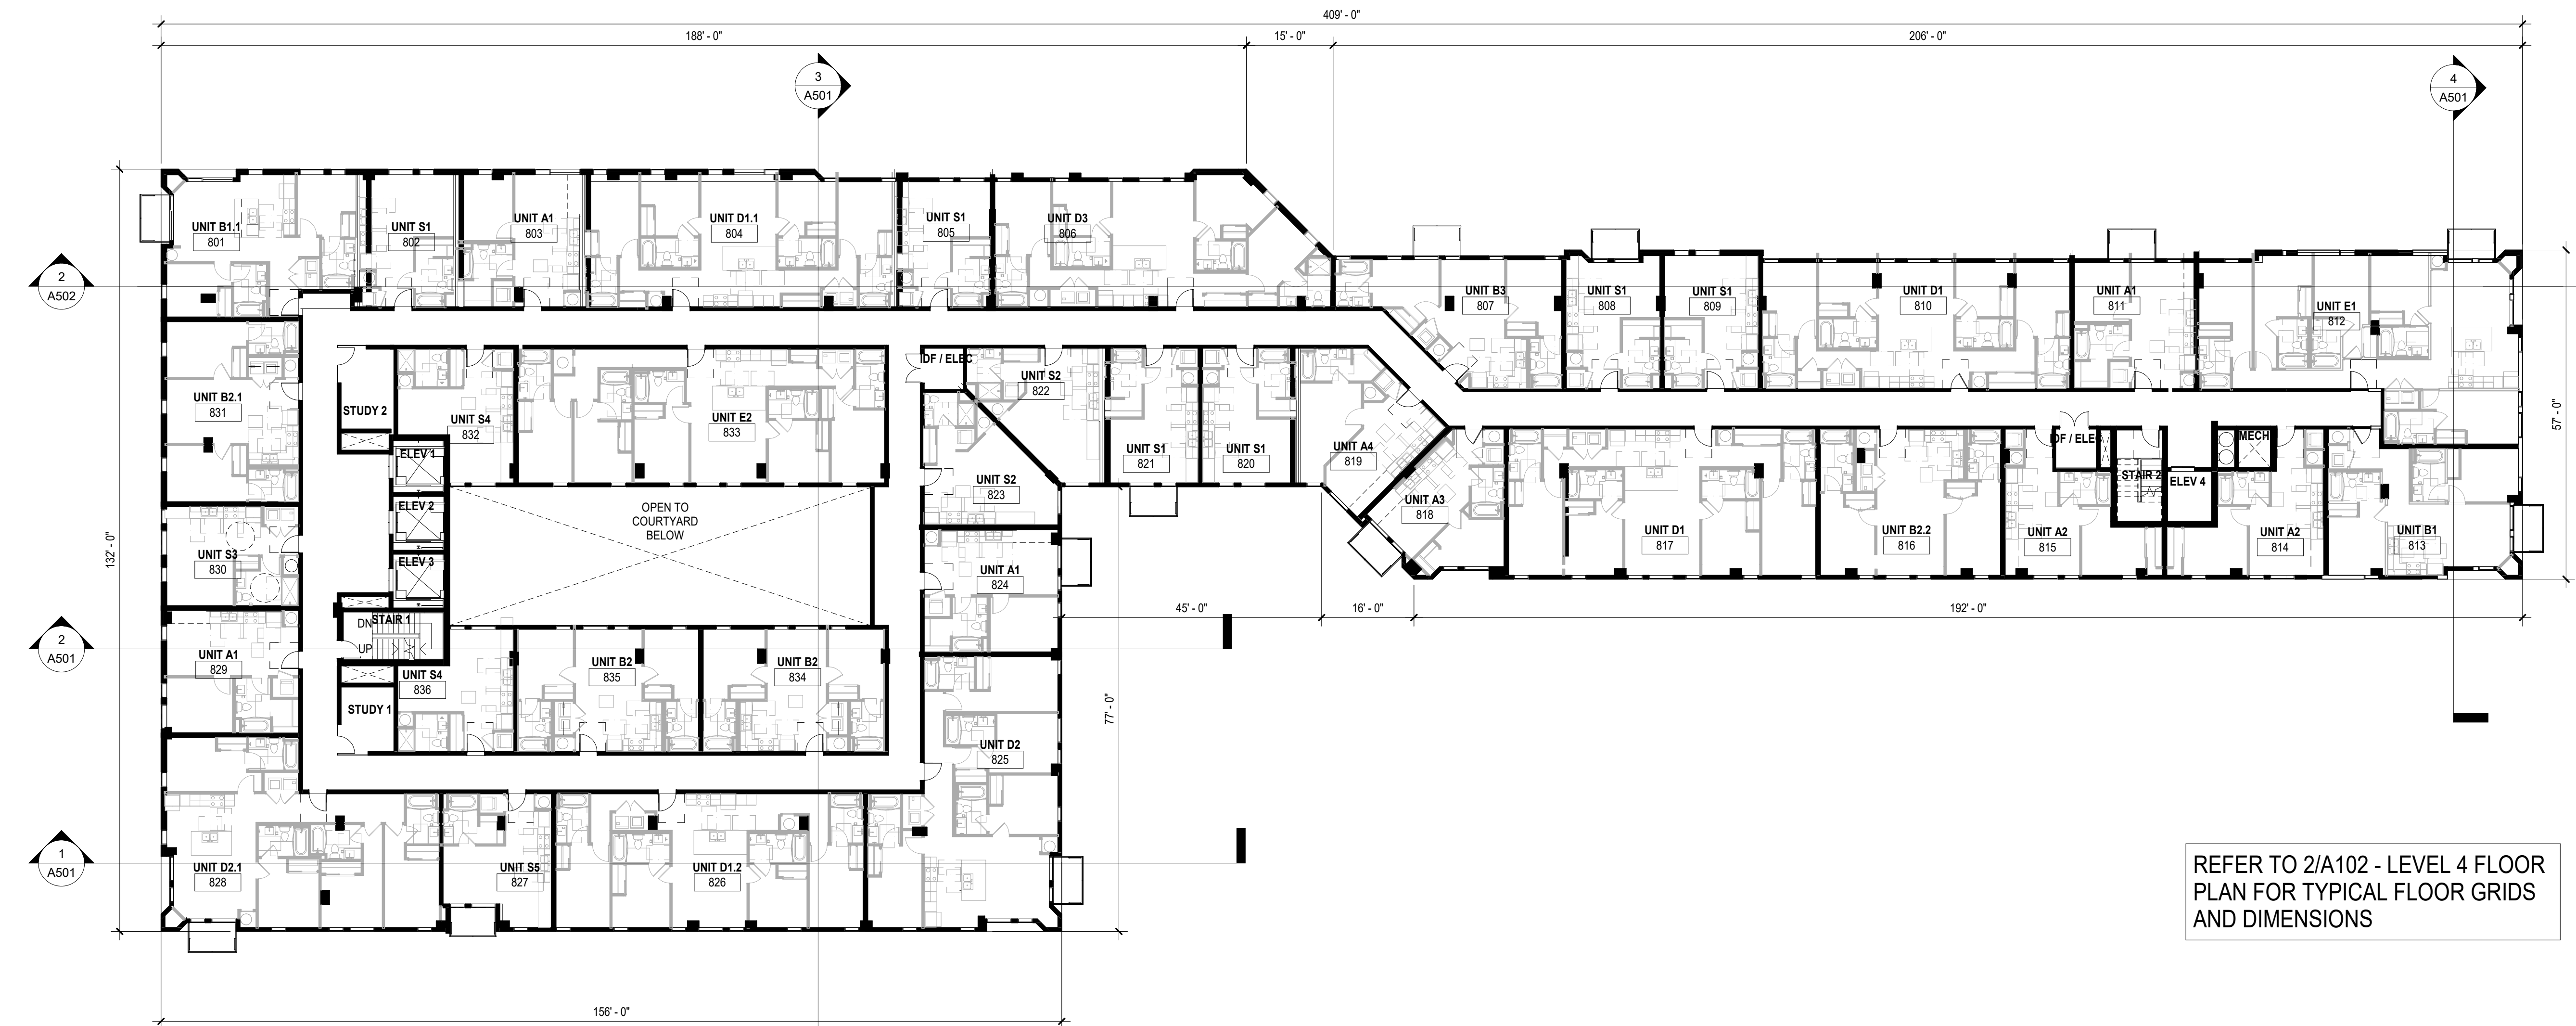 409' - 0"
188' - 0"
15' - 0"
206' - 0"
3
A501
4
A501
UNIT B1.1
801
UNIT S1
802
UNIT A1
803
UNIT D1.1
804
UNIT S1
805
UNIT D3
806
UNIT B3
807
UNIT S1
808
UNIT S1
809
UNIT D1
810
UNIT A1
811
UNIT E1
812
2
A502
132' - 0"
57' - 0"
UNIT B2.1
831
STUDY 2
UNIT S4
832
UNIT E2
833
IDF / ELEC
UNIT S2
822
UNIT S1
821
UNIT S1
820
UNIT A4
819
UNIT A3
818
UNIT D1
817
UNIT B2.2
816
UNIT A2
815
IDF / ELEC
STAIR 2
ELEV 4
MECH
UNIT A2
814
UNIT B1
813
ELEV 1
ELEV 2
ELEV 3
OPEN TO
COURTYARD
BELOW
UNIT S2
823
UNIT S3
830
UNIT A1
824
45' - 0"
16' - 0"
192' - 0"
2
A501
UNIT A1
829
DN
STAIR 1
UP
UNIT S4
836
UNIT B2
835
UNIT B2
834
STUDY 1
77' - 0"
UNIT D2
825
1
A501
UNIT D2.1
828
UNIT S5
827
UNIT D1.2
826
REFER TO 2/A102 - LEVEL 4 FLOOR
PLAN FOR TYPICAL FLOOR GRIDS
AND DIMENSIONS
156' - 0"